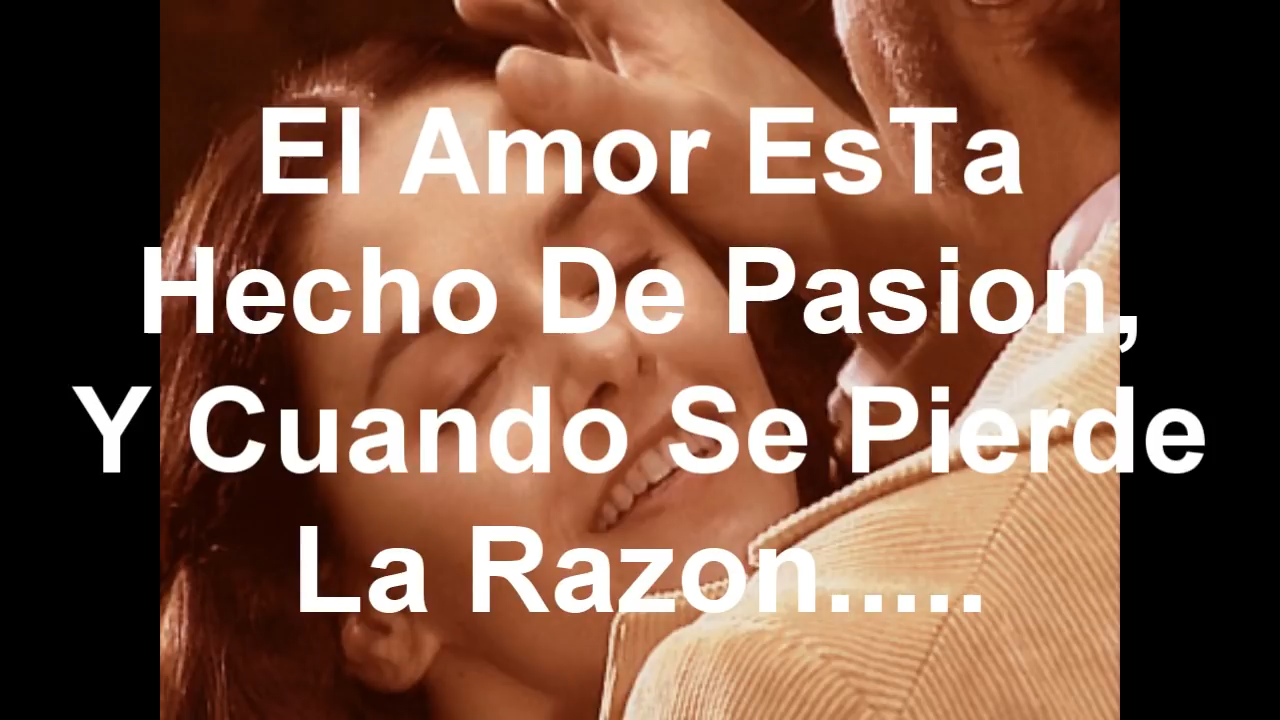 El Amor EsTa
Hecho De Pasion,
Y Cuando Se Pierde
La Razon.....